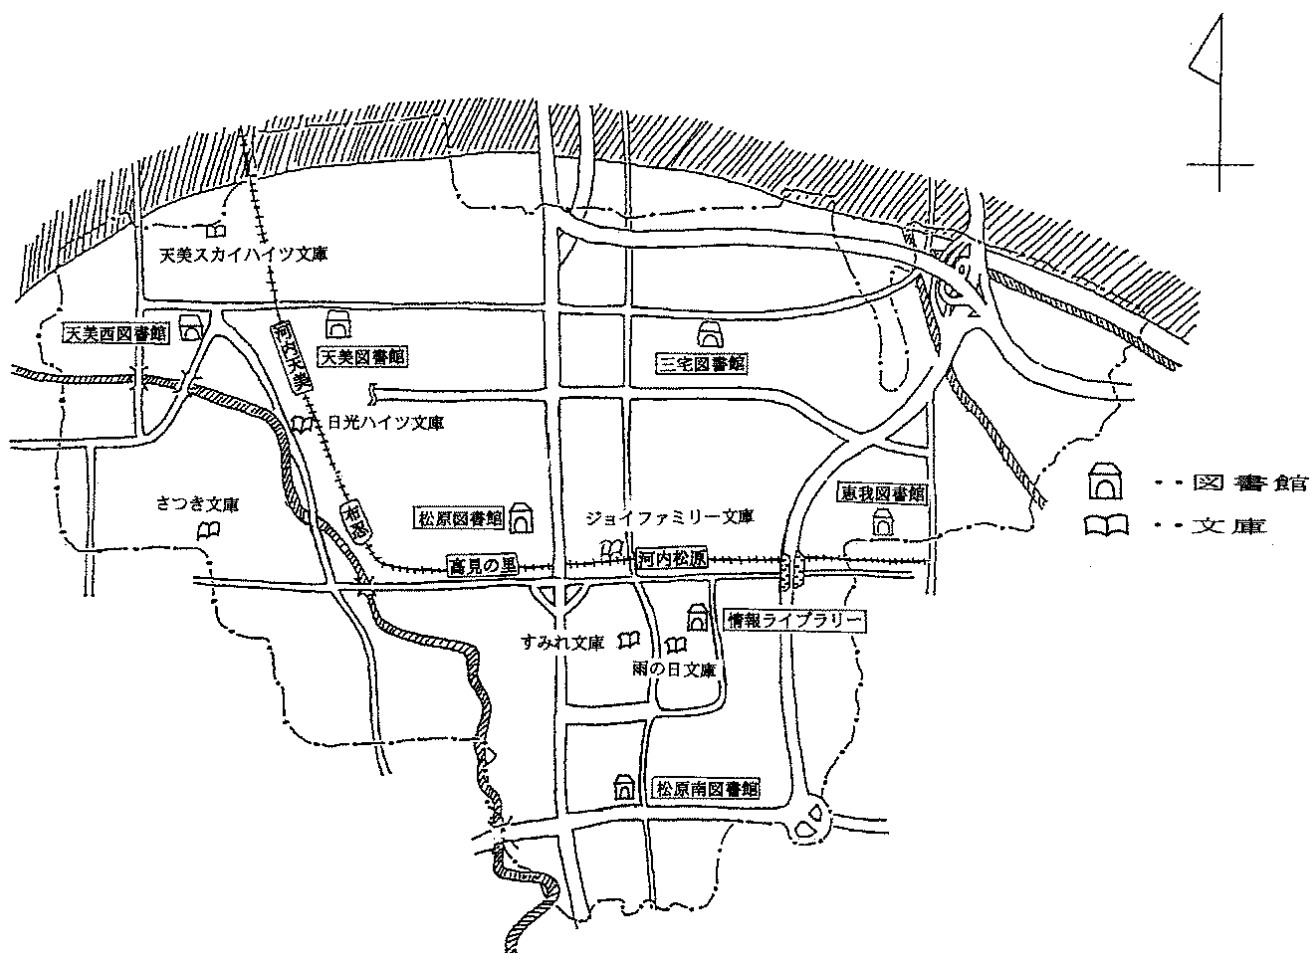 天美スカイハイツ文庫
天美西図書館
河内天美
天美図書館
三宅図書館
日光ハイツ文庫
さつき文庫
布忍
松原図書館
ジョイファミリー文庫
恵我図書館
‥図書館
‥文庫
高見の里
河内松原
すみれ文庫
雨の日文庫
情報ライブラリー
松原南図書館